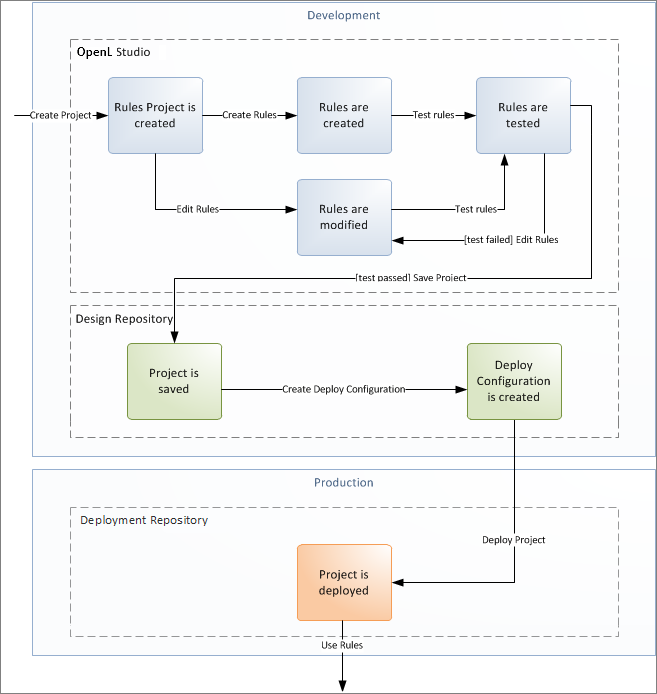 Development
OpenL Studio
Create Project
Rules Project is
created
Create Rules
Rules are
created
Test rules
Rules are
tested
Edit Rules
Rules are
modified
Test rules
[test failed] Edit Rules
[test passed] Save Project
Design Repository
Project is
saved
Create Deploy Configuration
Deploy
Configuration
is created
Production
Deployment Repository
Deploy Project
Project is
deployed
Use Rules